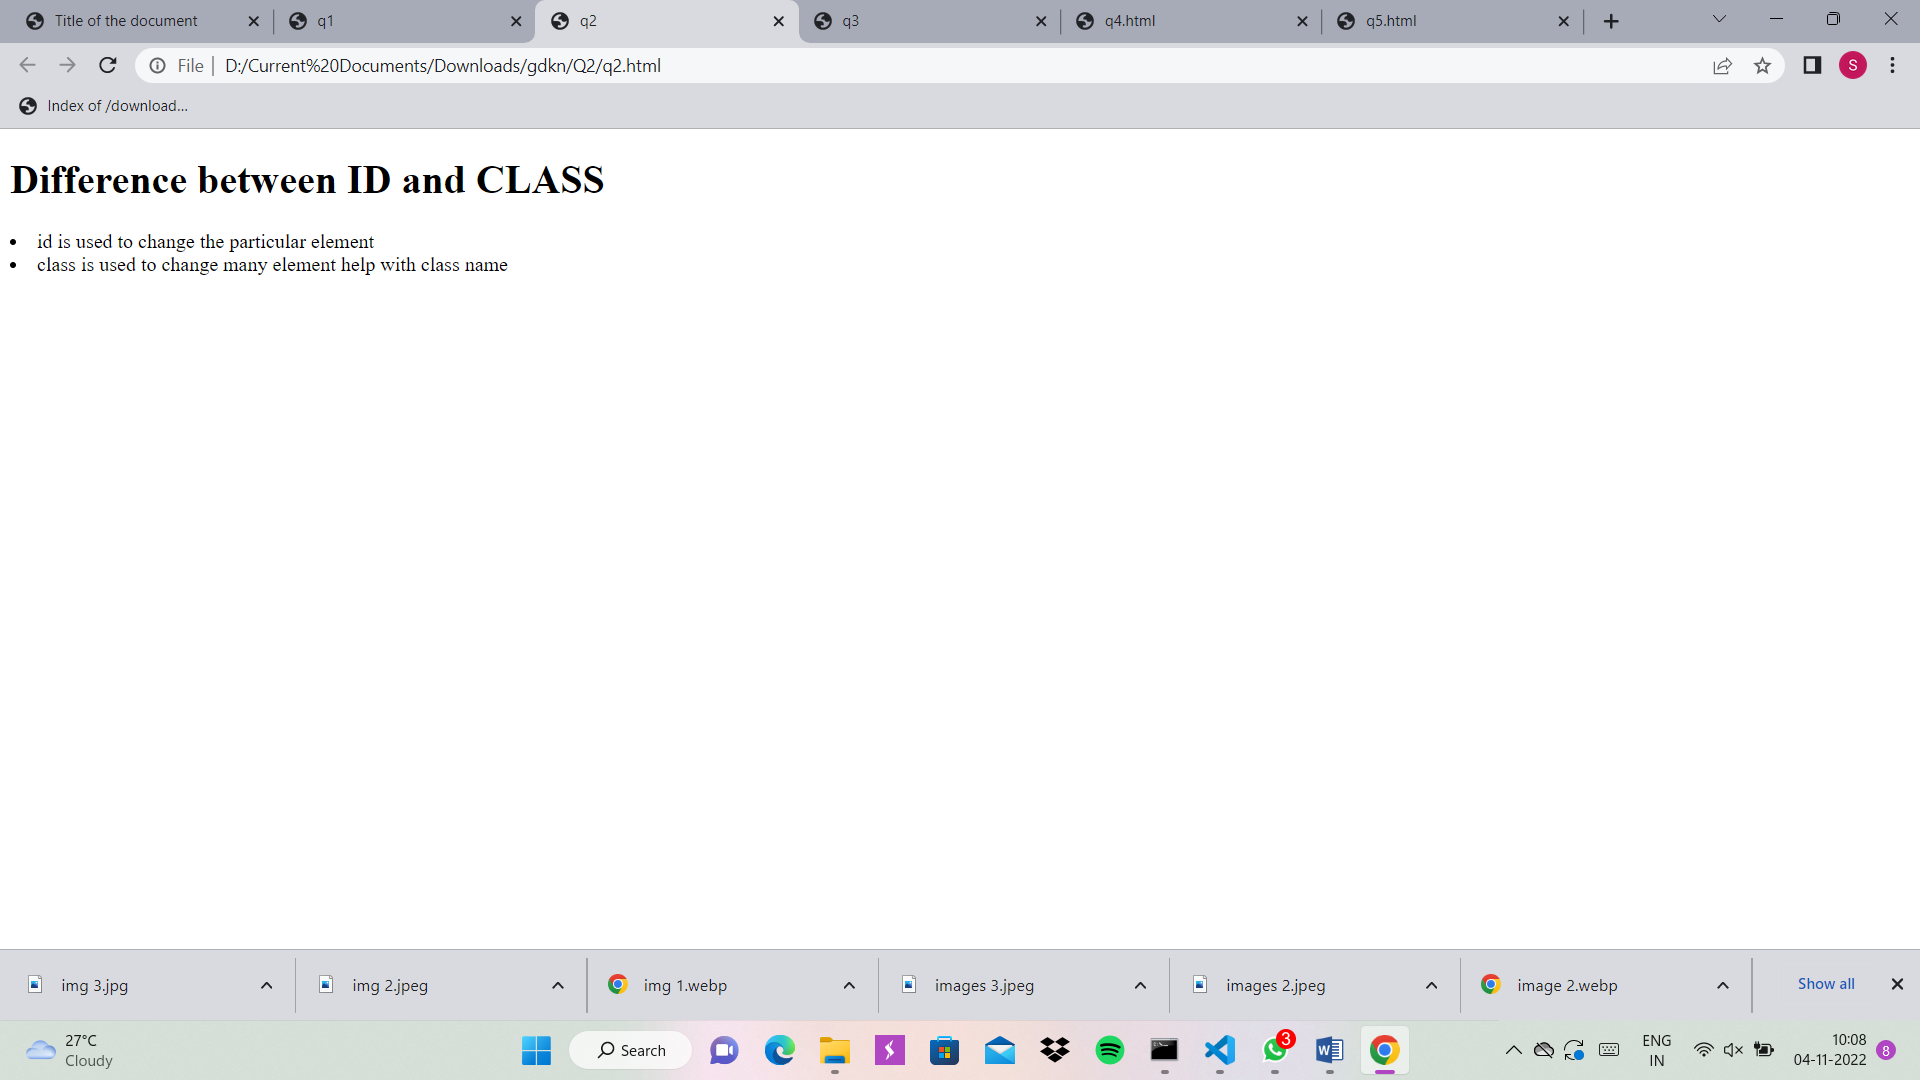 Title of the document
q1
q2
q3
q4.html
q5.html
File
D:/Current%20Documents/Downloads/gdkn/Q2/q2.html
S
Index of /download...
Difference between ID and CLASS
• id is used to change the particular element
• class is used to change many element help with class name
img 3.jpg
img 2.jpeg
img 1.webp
images 3.jpeg
images 2.jpeg
image 2.webp
Show all
27°C
Cloudy
Search
3
ENG
IN
10:08
04-11-2022
8